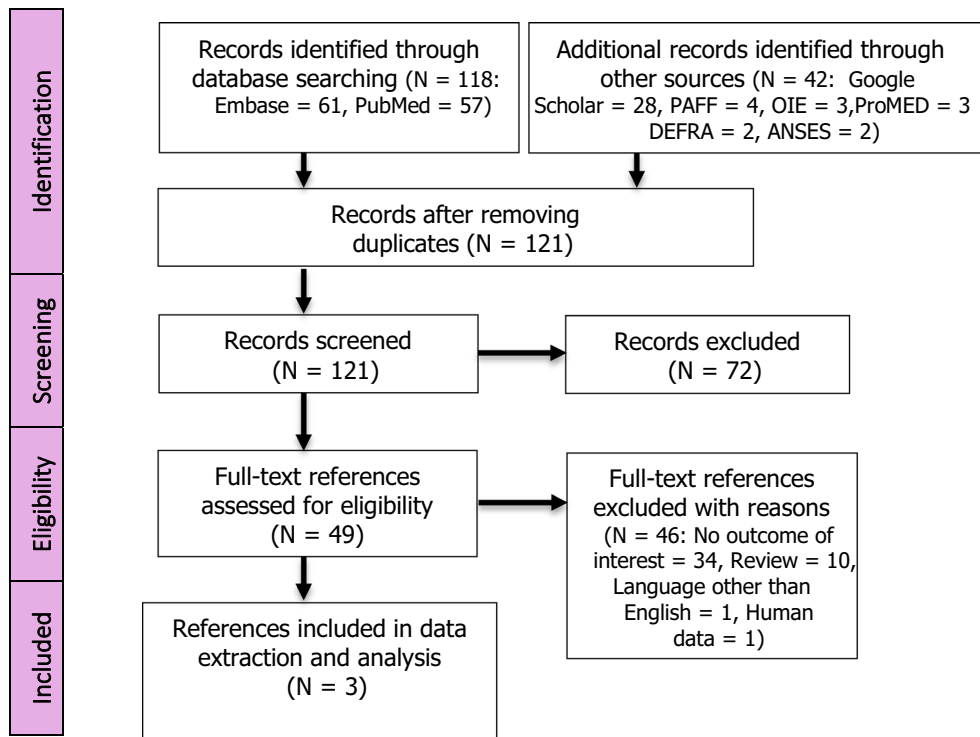 Identification
Records identified through
database searching (N = 118:
Embase = 61, PubMed = 57)
Additional records identified through
other sources (N = 42: Google
Scholar = 28, PAFF = 4, OIE = 3,ProMED = 3
DEFRA = 2, ANSES = 2)
Records after removing
duplicates (N = 121)
Screening
Records screened
(N = 121)
Records excluded
(N = 72)
Eligibility
Full-text references
assessed for eligibility
(N = 49)
Full-text references
excluded with reasons
(N = 46: No outcome of
interest = 34, Review = 10,
Language other than
English = 1, Human
data = 1)
Included
References included in data
extraction and analysis
(N = 3)